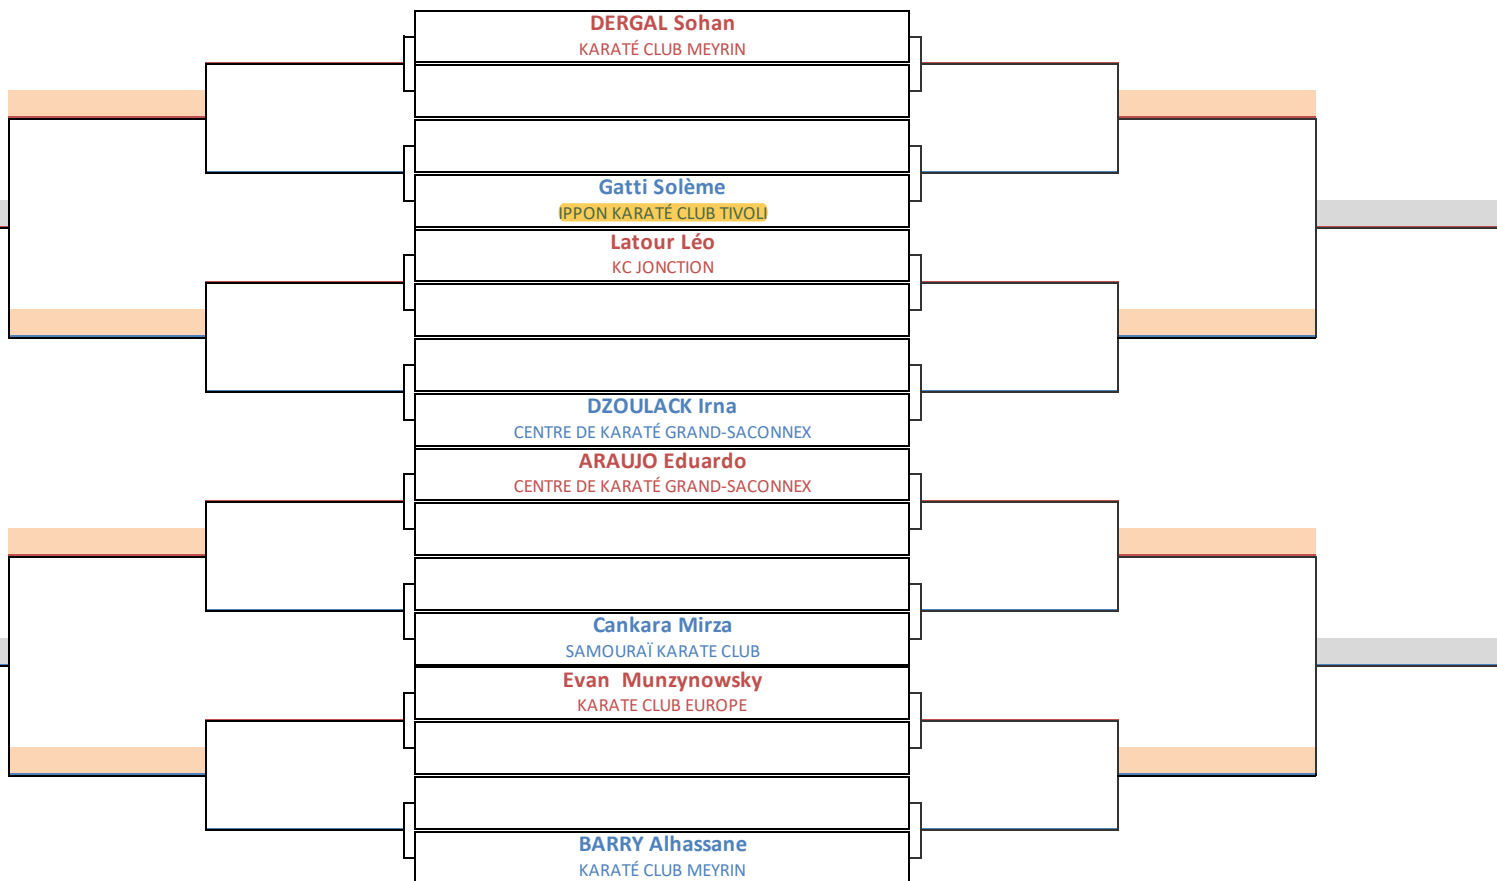 DERGAL Sohan
KARATÉ CLUB MEYRIN
Gatti Solème
IPPON KARATÉ CLUB TIVOLI
Latour Léo
KC JONCTION
DZOULACK Irna
CENTRE DE KARATÉ GRAND-SACONNEX
ARAUJO Eduardo
CENTRE DE KARATÉ GRAND-SACONNEX
Cankara Mirza
SAMOURAÏ KARATE CLUB
Evan  Munzynowsky
KARATE CLUB EUROPE
BARRY Alhassane
KARATÉ CLUB MEYRIN